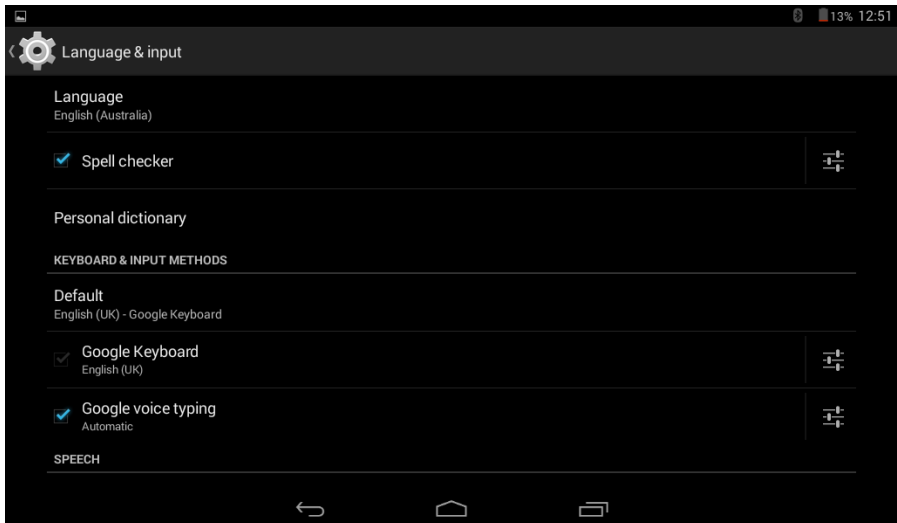 13% 12:51
Language & input
Language
English (Australia)
Spell checker
Personal dictionary
KEYBOARD & INPUT METHODS
Default
English (UK) - Google Keyboard
Google Keyboard
English (UK)
Google voice typing
Automatic
SPEECH